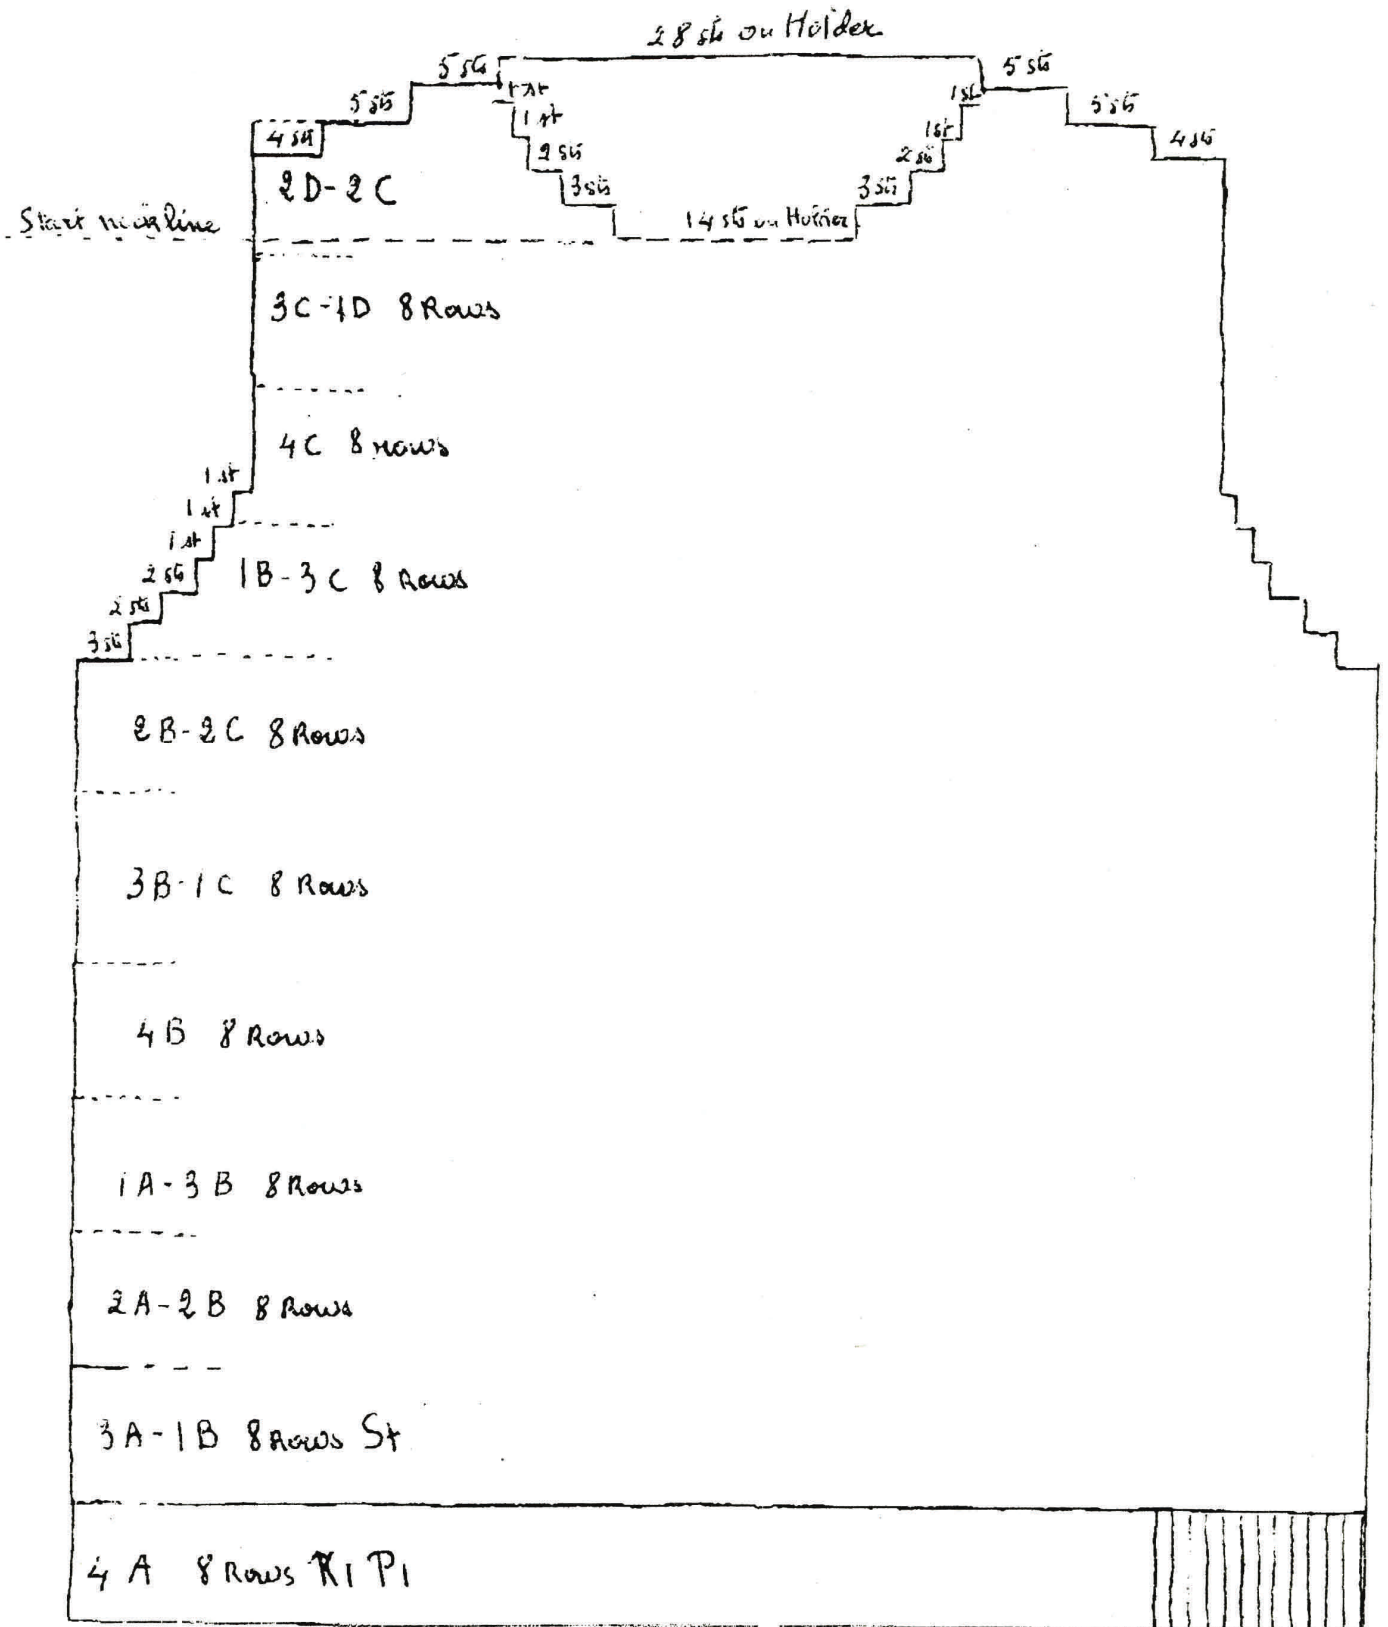 28 sts on Holder
5 sts
5 sts
5 sts
5 sts
4 sts
4 sts
1 st
1 st
1 st
1 st
2 sts
2 sts
3 sts
3 sts
2D-2C
Start neckline
14 sts on Holder
3C-1D 8 Rows
4C 8 rows
1 st
1 st
1 st
2 sts
1B-3C 8 Rows
2 sts
3 sts
2B-2C 8 Rows
3B-1C 8 Rows
4B 8 Rows
1A-3B 8 Rows
2A-2B 8 Rows
3A-1B 8 Rows St
4A 8 Rows K1 P1